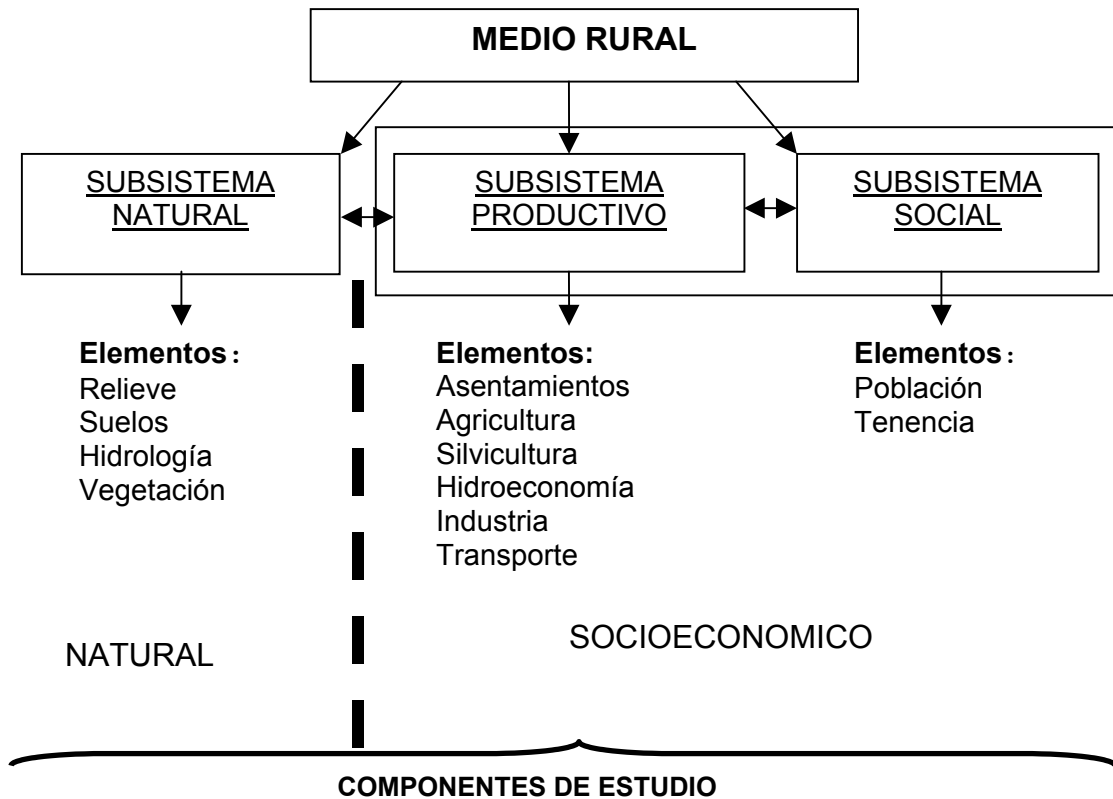 MEDIO RURAL
SUBSISTEMA
NATURAL
SUBSISTEMA
PRODUCTIVO
SUBSISTEMA
SOCIAL
Elementos:
Relieve
Suelos
Hidrología
Vegetación
Elementos:
Asentamientos
Agricultura
Silvicultura
Hidroeconomía
Industria
Transporte
Elementos:
Población
Tenencia
NATURAL
SOCIOECONOMICO
COMPONENTES DE ESTUDIO